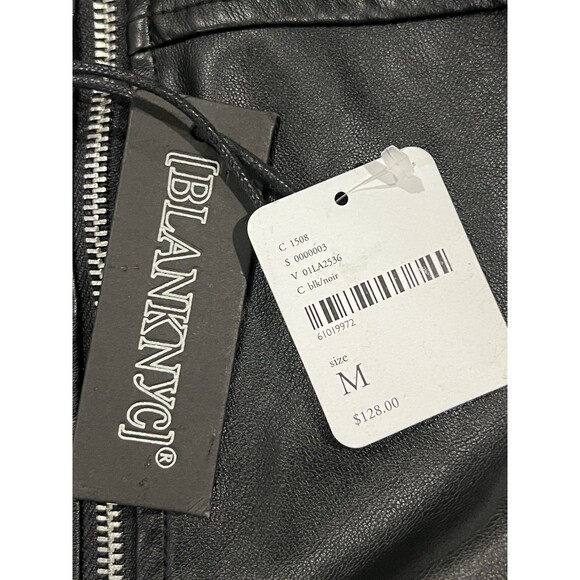 [BLANKNYC]®
C 1508
S 0000003
V 01LA2536
C blk/noir
61019972
size
M
$128.00